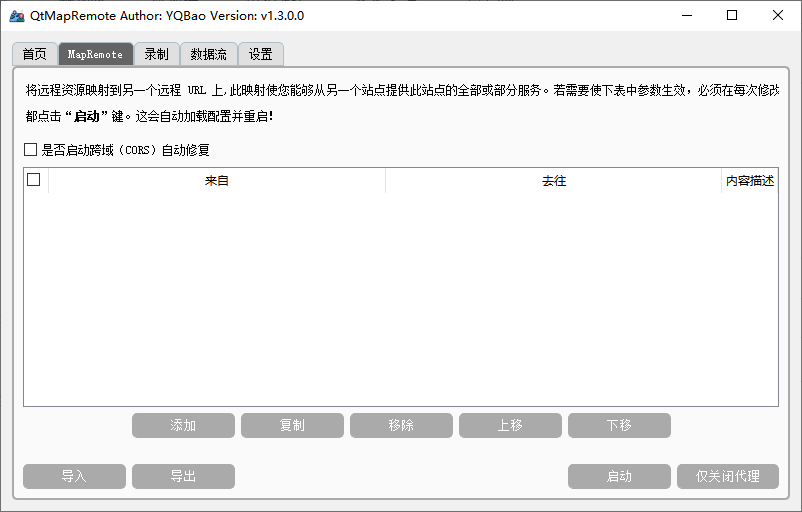 QtMapRemote Author: YQBao Version: v1.3.0.0
首页 MapRemote 录制 数据流 设置
将远程资源映射到另一个远程 URL 上,此映射使您能够从另一个站点提供此站点的全部或部分服务。若需要使下表中参数生效，必须在每次修改
都点击“启动”键。这会自动加载配置并重启!
是否启动跨域（CORS）自动修复
来自 去往 内容描述
添加 复制 移除 上移 下移
导入 导出 启动 仅关闭代理